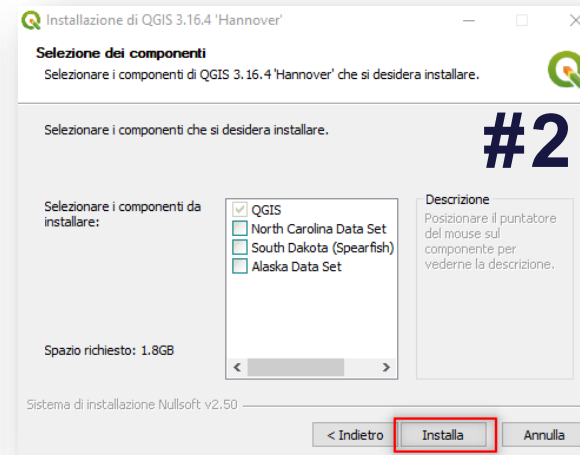 Installazione di QGIS 3.16.4 'Hannover'
Selezione dei componenti
Selezionare i componenti di QGIS 3.16.4 'Hannover' che si desidera installare.
#2
Selezionare i componenti che si desidera installare.
Selezionare i componenti da
installare:
QGIS
North Carolina Data Set
South Dakota (Spearfish)
Alaska Data Set
Descrizione
Posizionare il puntatore
del mouse sul
componente per
vederne la descrizione.
Spazio richiesto: 1.8GB
Sistema di installazione Nullsoft v2.50
< Indietro
Installa
Annulla